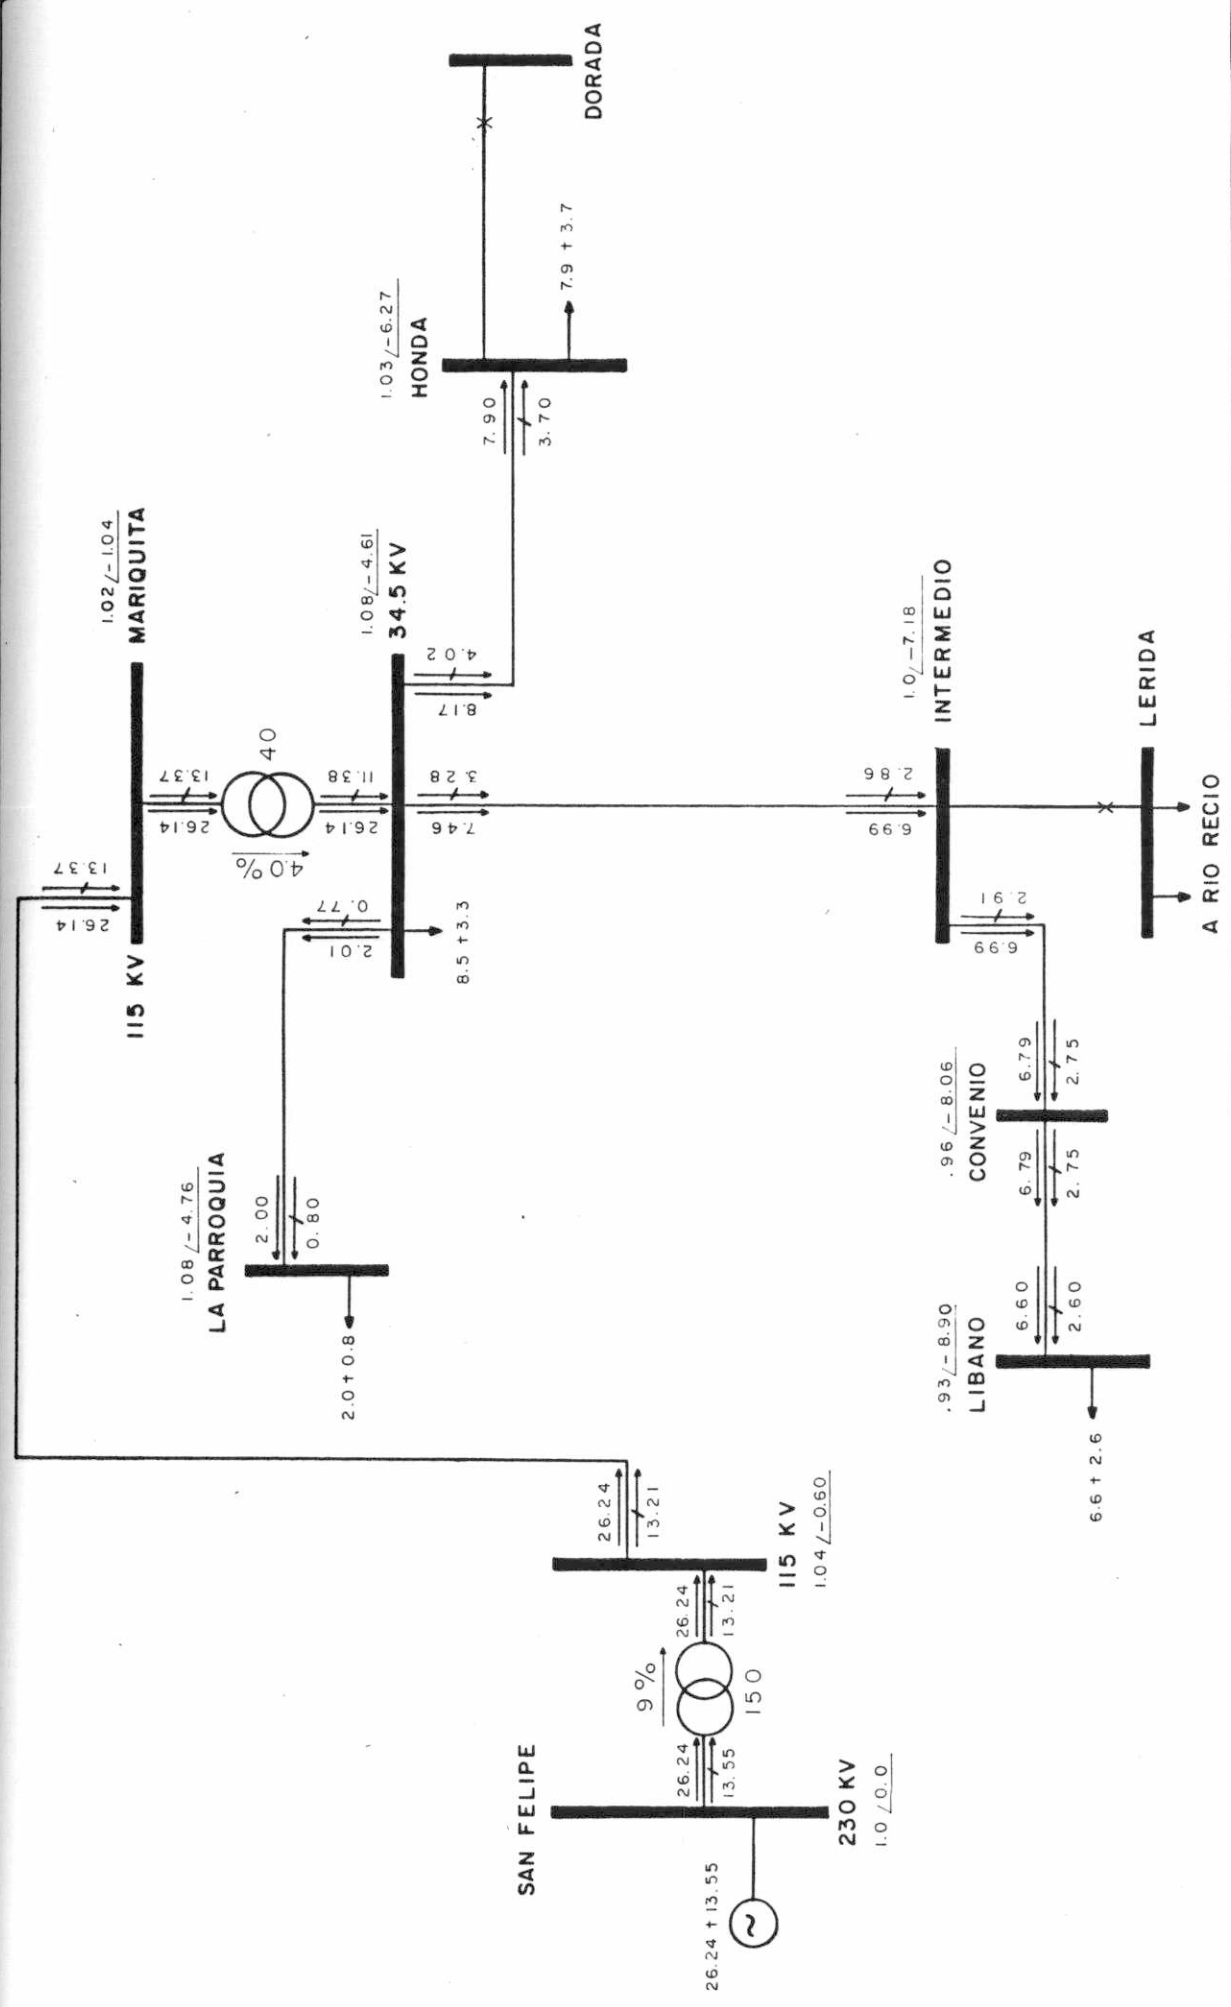 DORADA
7.9 + 3.7
1.03 /-6.27
HONDA
7.90
3.70
1.02 /-1.04
MARIQUITA
115 KV
13.37
26.14
13.37
26.14
40
4.0%
11.38
26.14
1.08 /-4.61
34.5 KV
4.02
8.17
3.28
7.46
0.77
2.01
8.5 + 3.3
1.08 /-4.76
LA PARROQUIA
2.00
0.80
2.0 + 0.8
2.86
6.99
1.0 /-7.18
INTERMEDIO
LERIDA
A RIO RECIO
2.91
6.99
6.79
2.75
.96 /-8.06
CONVENIO
6.79
2.75
6.60
2.60
.93 /-8.90
LIBANO
6.6 + 2.6
26.24
13.21
115 KV
1.04 /-0.60
26.24
13.21
9%
150
26.24
13.55
SAN FELIPE
230 KV
1.0 /0.0
26.24 + 13.55